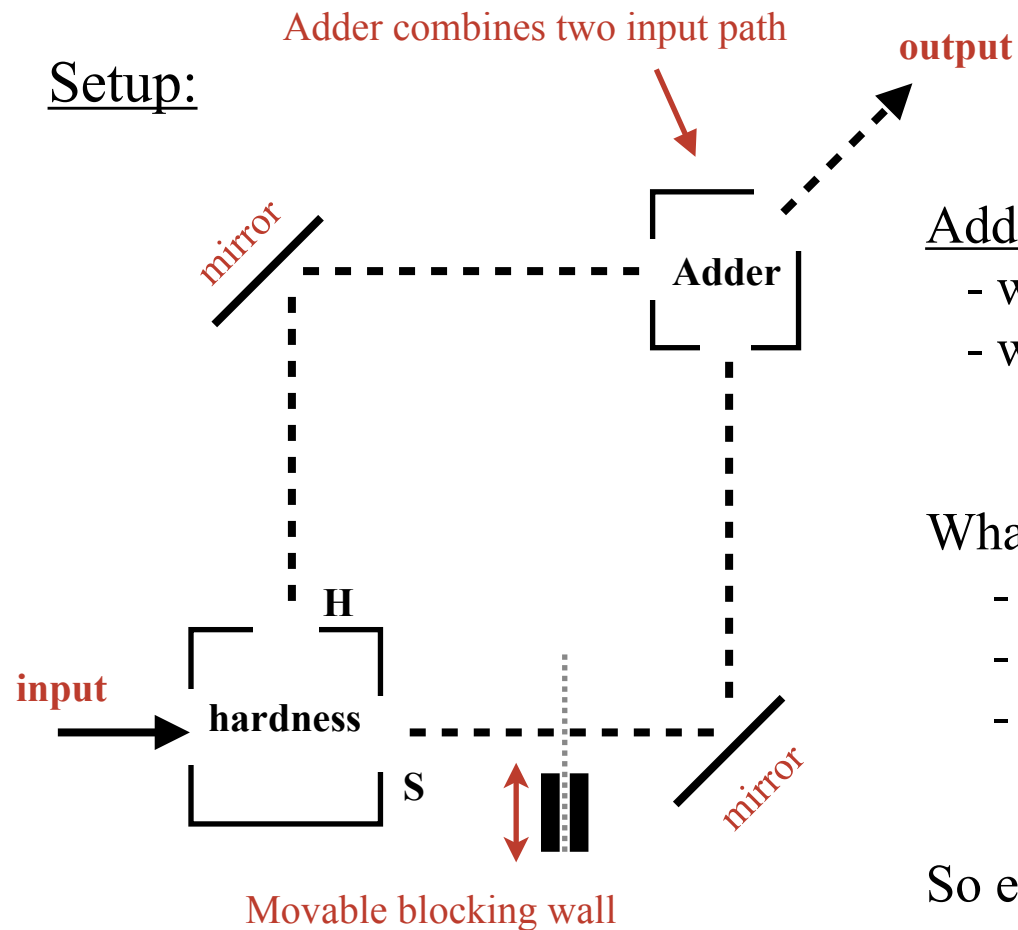 Adder combines two input path
output
Setup:
mirror
Adder
Add
- w
- w
H
Wha
-
-
-
input
hardness
S
mirror
Movable blocking wall
So e